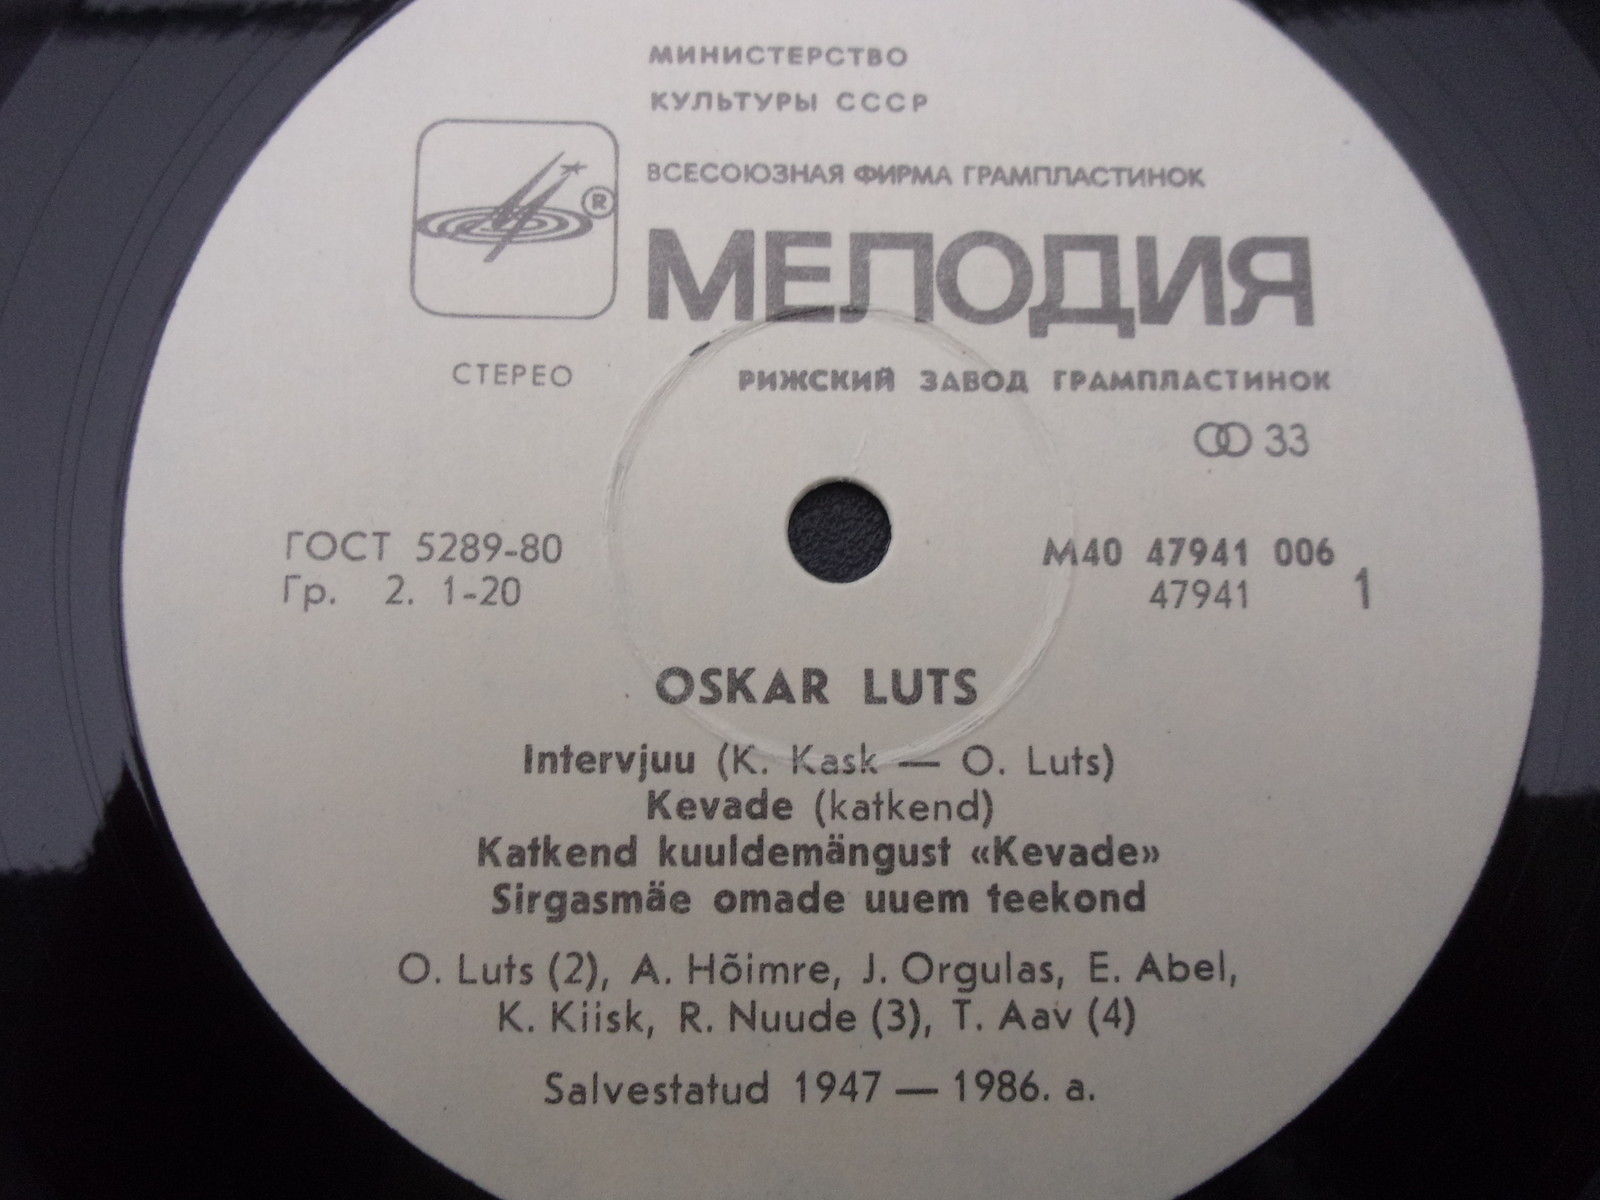 МИНИСТЕРСТВО
КУЛЬТУРЫ СССР
ВСЕСОЮЗНАЯ ФИРМА ГРАМПЛАСТИНОК
®
МЕЛОДИЯ
СТЕРЕО
РИЖСКИЙ ЗАВОД ГРАМПЛАСТИНОК
33
ГОСТ 5289-80
Гр. 2. 1-20
М40 47941 006
47941 1
OSKAR LUTS
Intervjuu (K. Kask — O. Luts)
Kevade (katkend)
Katkend kuuldemängust «Kevade»
Sirgasmäe omade uuem teekond
O. Luts (2), A. Hõimre, J. Orgulas, E. Abel,
K. Kiisk, R. Nuude (3), T. Aav (4)
Salvestatud 1947 — 1986. a.